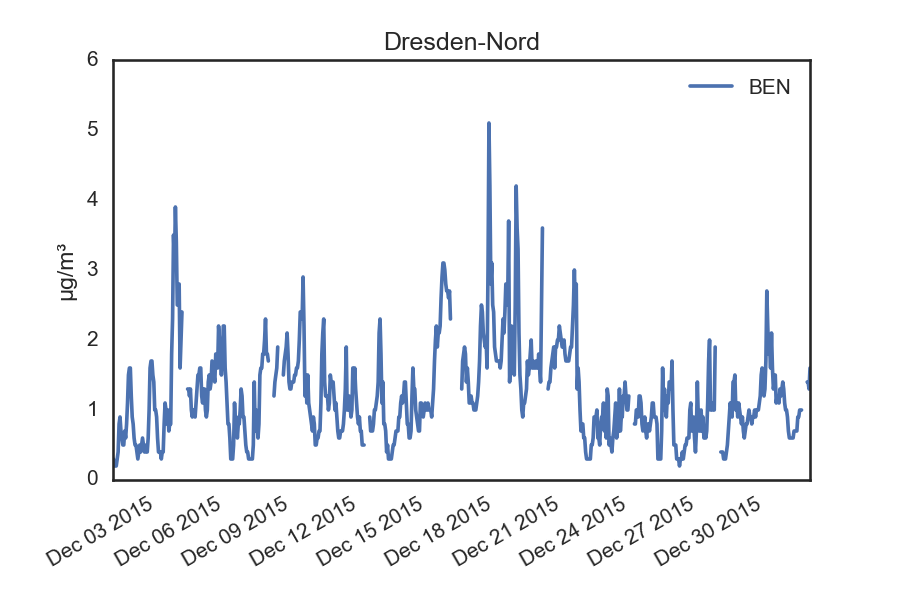 Dresden-Nord
BEN
µg/m³
6
5
4
3
2
1
0
Dec 03 2015
Dec 06 2015
Dec 09 2015
Dec 12 2015
Dec 15 2015
Dec 18 2015
Dec 21 2015
Dec 24 2015
Dec 27 2015
Dec 30 2015